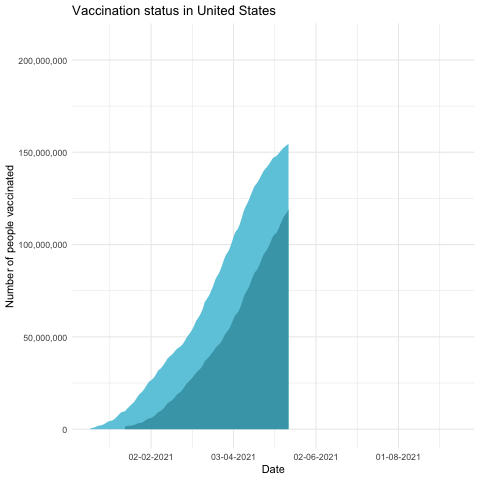 Vaccination status in United States
200,000,000
150,000,000
100,000,000
50,000,000
0
Number of people vaccinated
02-02-2021 03-04-2021 02-06-2021 01-08-2021
Date